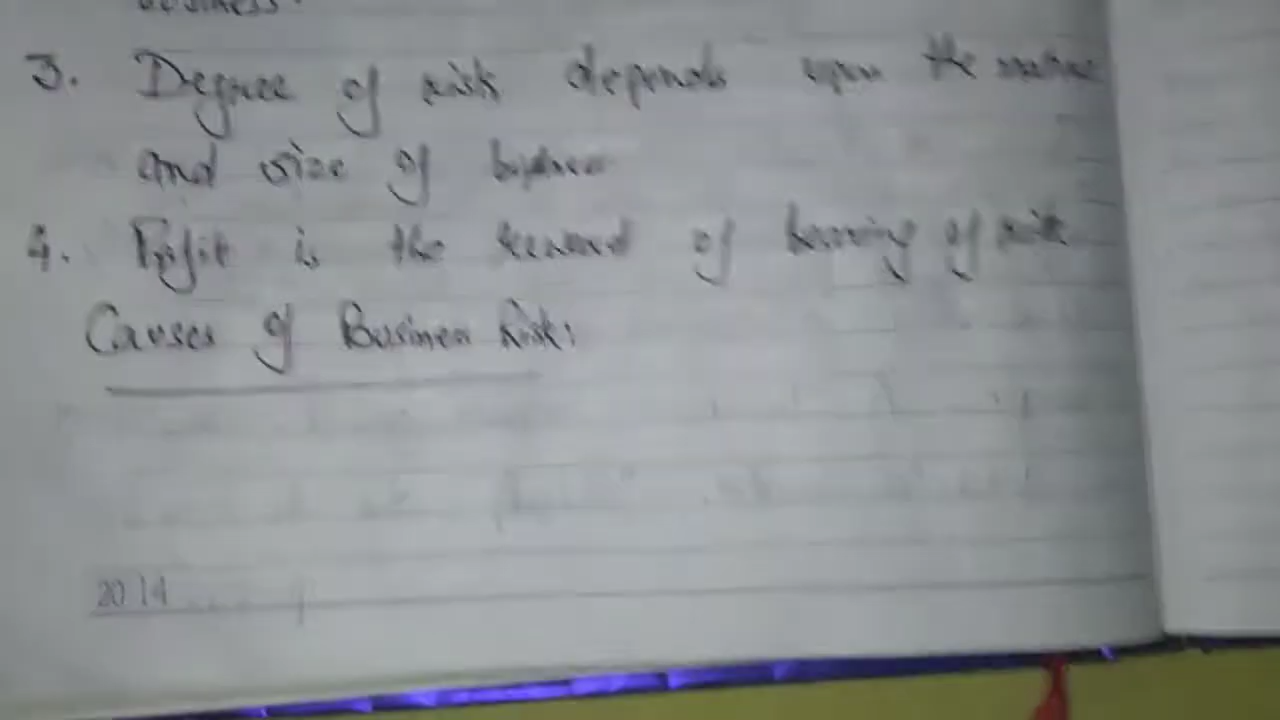 business.
3. Degree of risk depends upon the nature
and size of business
4. Profit is the reward of bearing of risk
Causes of Business Risk:
2014